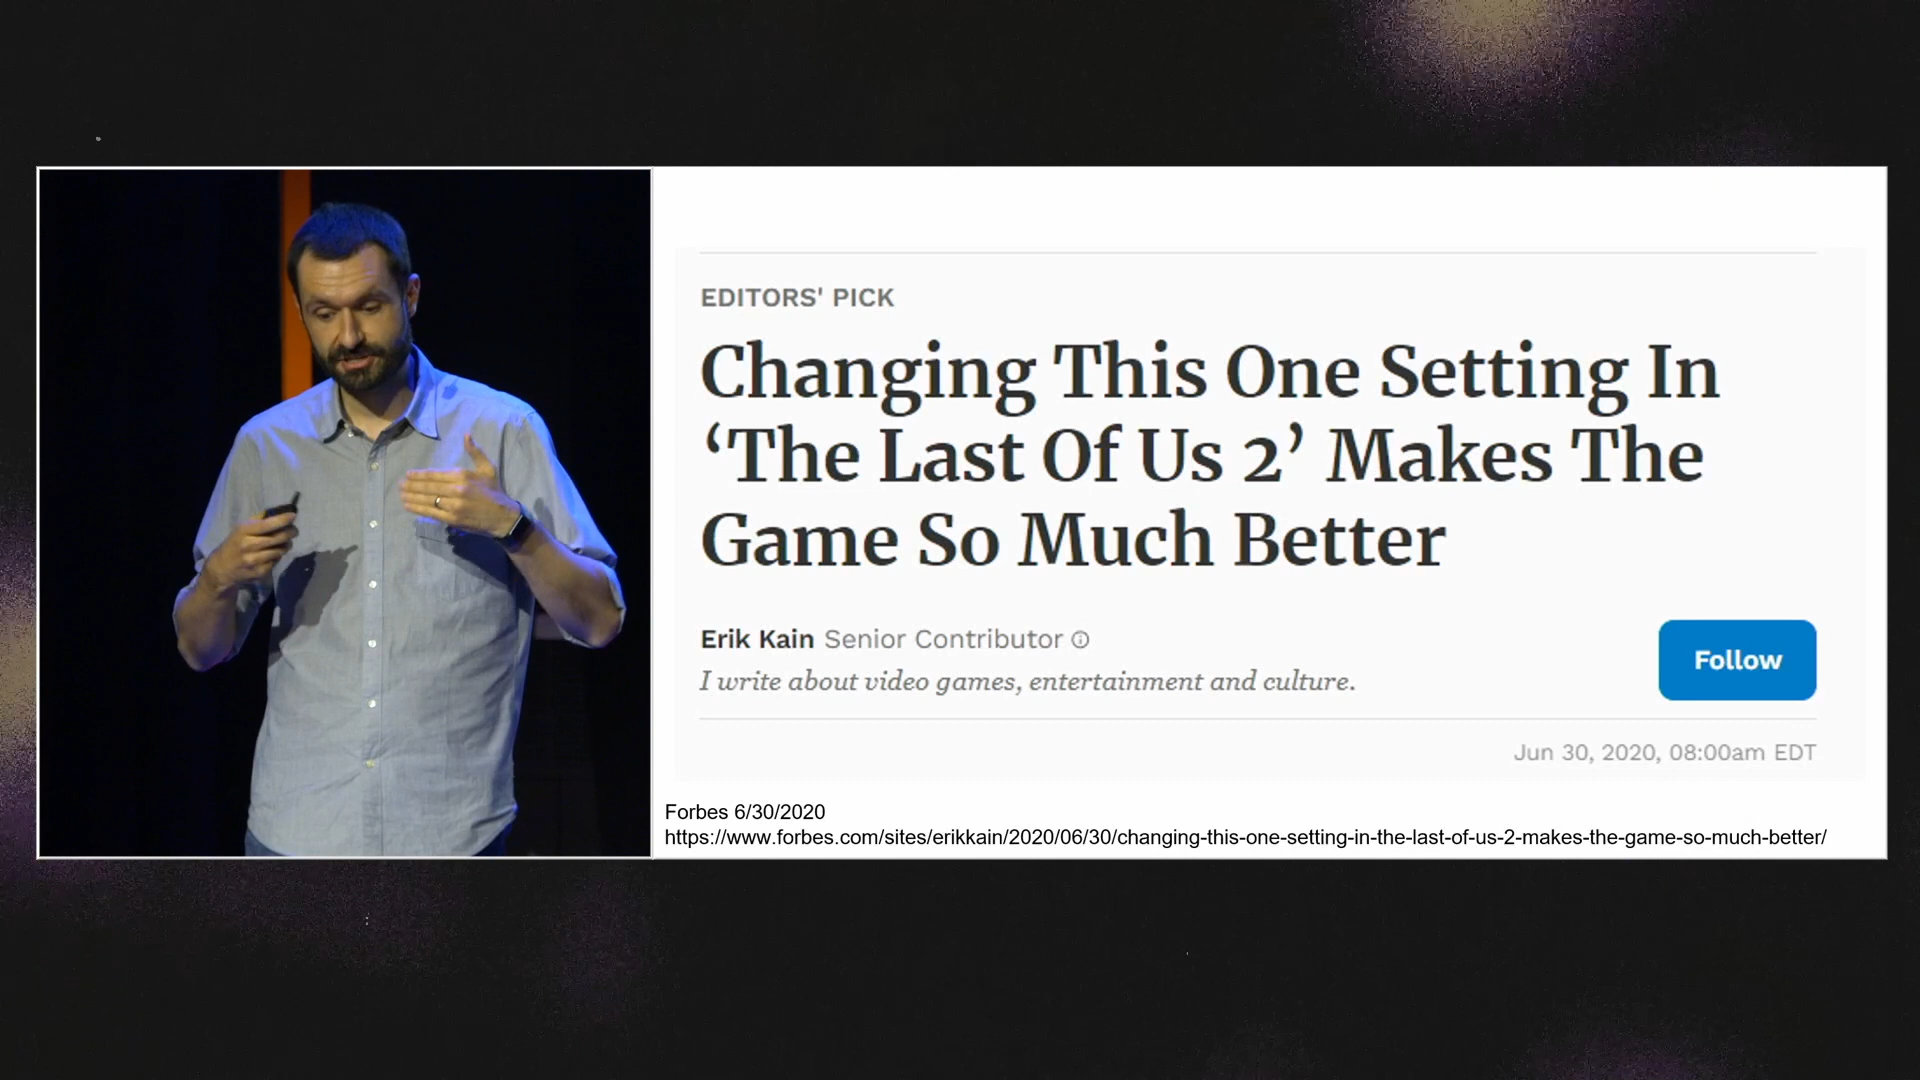 EDITORS' PICK
Changing This One Setting In
‘The Last Of Us 2’ Makes The
Game So Much Better
Erik Kain Senior Contributor
I write about video games, entertainment and culture.
Follow
Jun 30, 2020, 08:00am EDT
Forbes 6/30/2020
https://www.forbes.com/sites/erikkain/2020/06/30/changing-this-one-setting-in-the-last-of-us-2-makes-the-game-so-much-better/